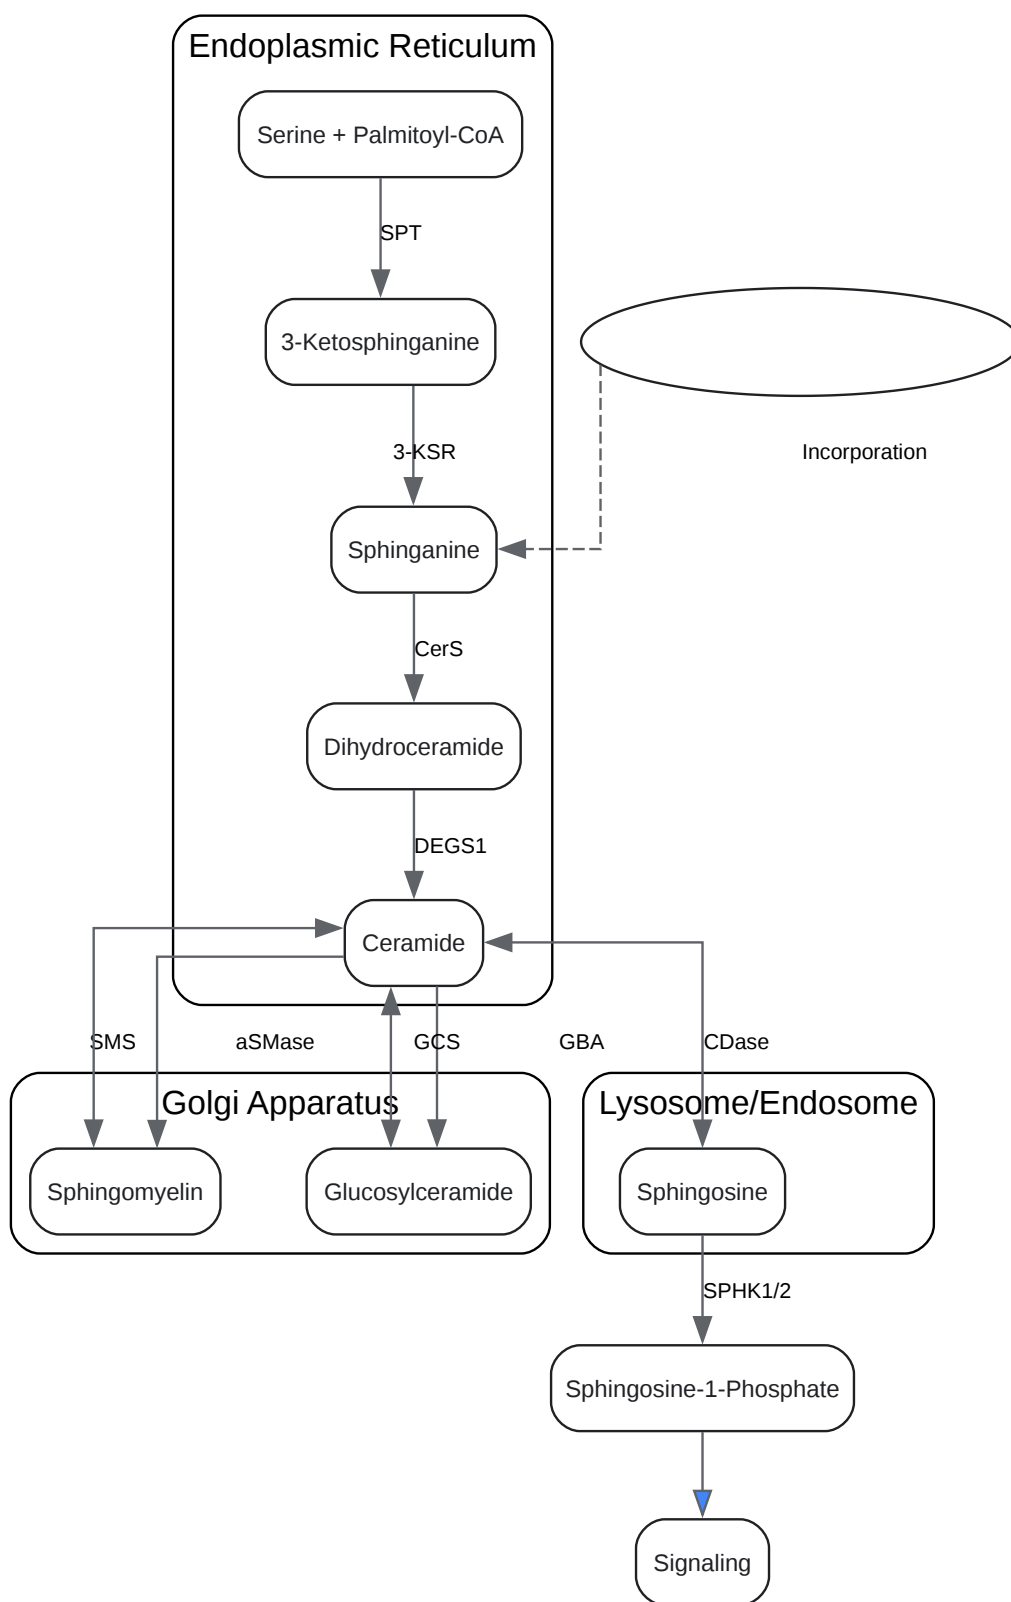 Endoplasmic Reticulum
Serine + Palmitoyl-CoA
SPT
3-Ketosphinganine
3-KSR
Incorporation
Sphinganine
CerS
Dihydroceramide
DEGS1
Ceramide
SMS
aSMase
GCS
GBA
CDase
Golgi Apparatus
Lysosome/Endosome
Sphingomyelin
Glucosylceramide
Sphingosine
SPHK1/2
Sphingosine-1-Phosphate
Signaling